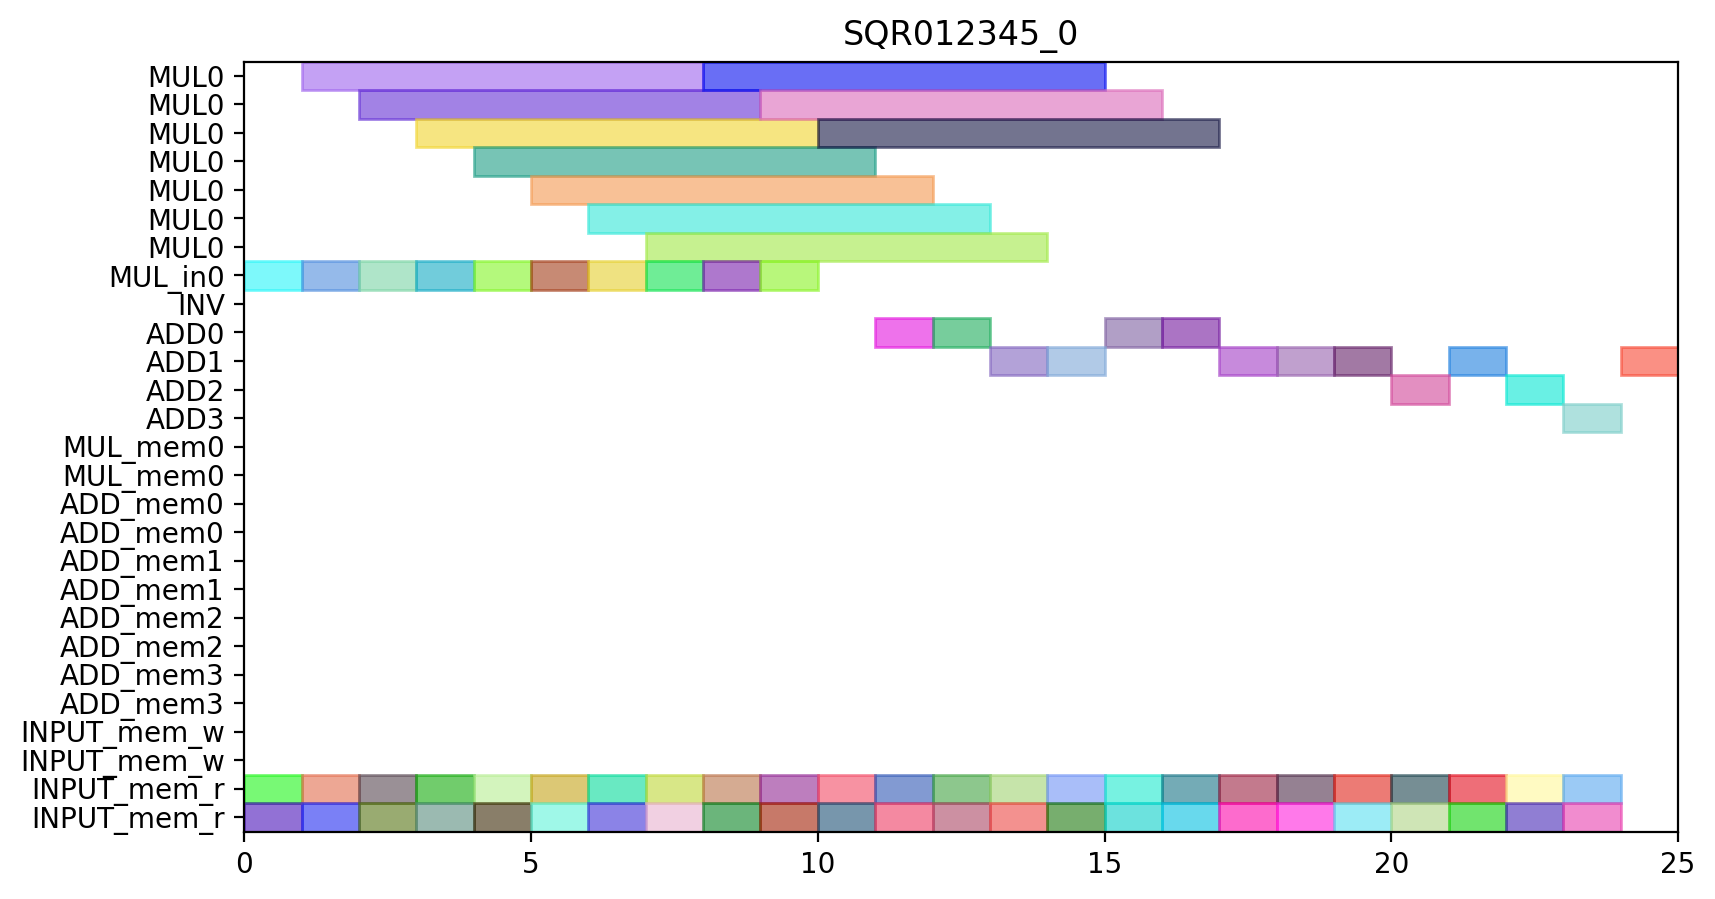 SQR012345_0
MUL0
MUL0
MUL0
MUL0
MUL0
MUL0
MUL0
MUL_in0
INV
ADD0
ADD1
ADD2
ADD3
MUL_mem0
MUL_mem0
ADD_mem0
ADD_mem0
ADD_mem1
ADD_mem1
ADD_mem2
ADD_mem2
ADD_mem3
ADD_mem3
INPUT_mem_w
INPUT_mem_w
INPUT_mem_r
INPUT_mem_r
0 5 10 15 20 25